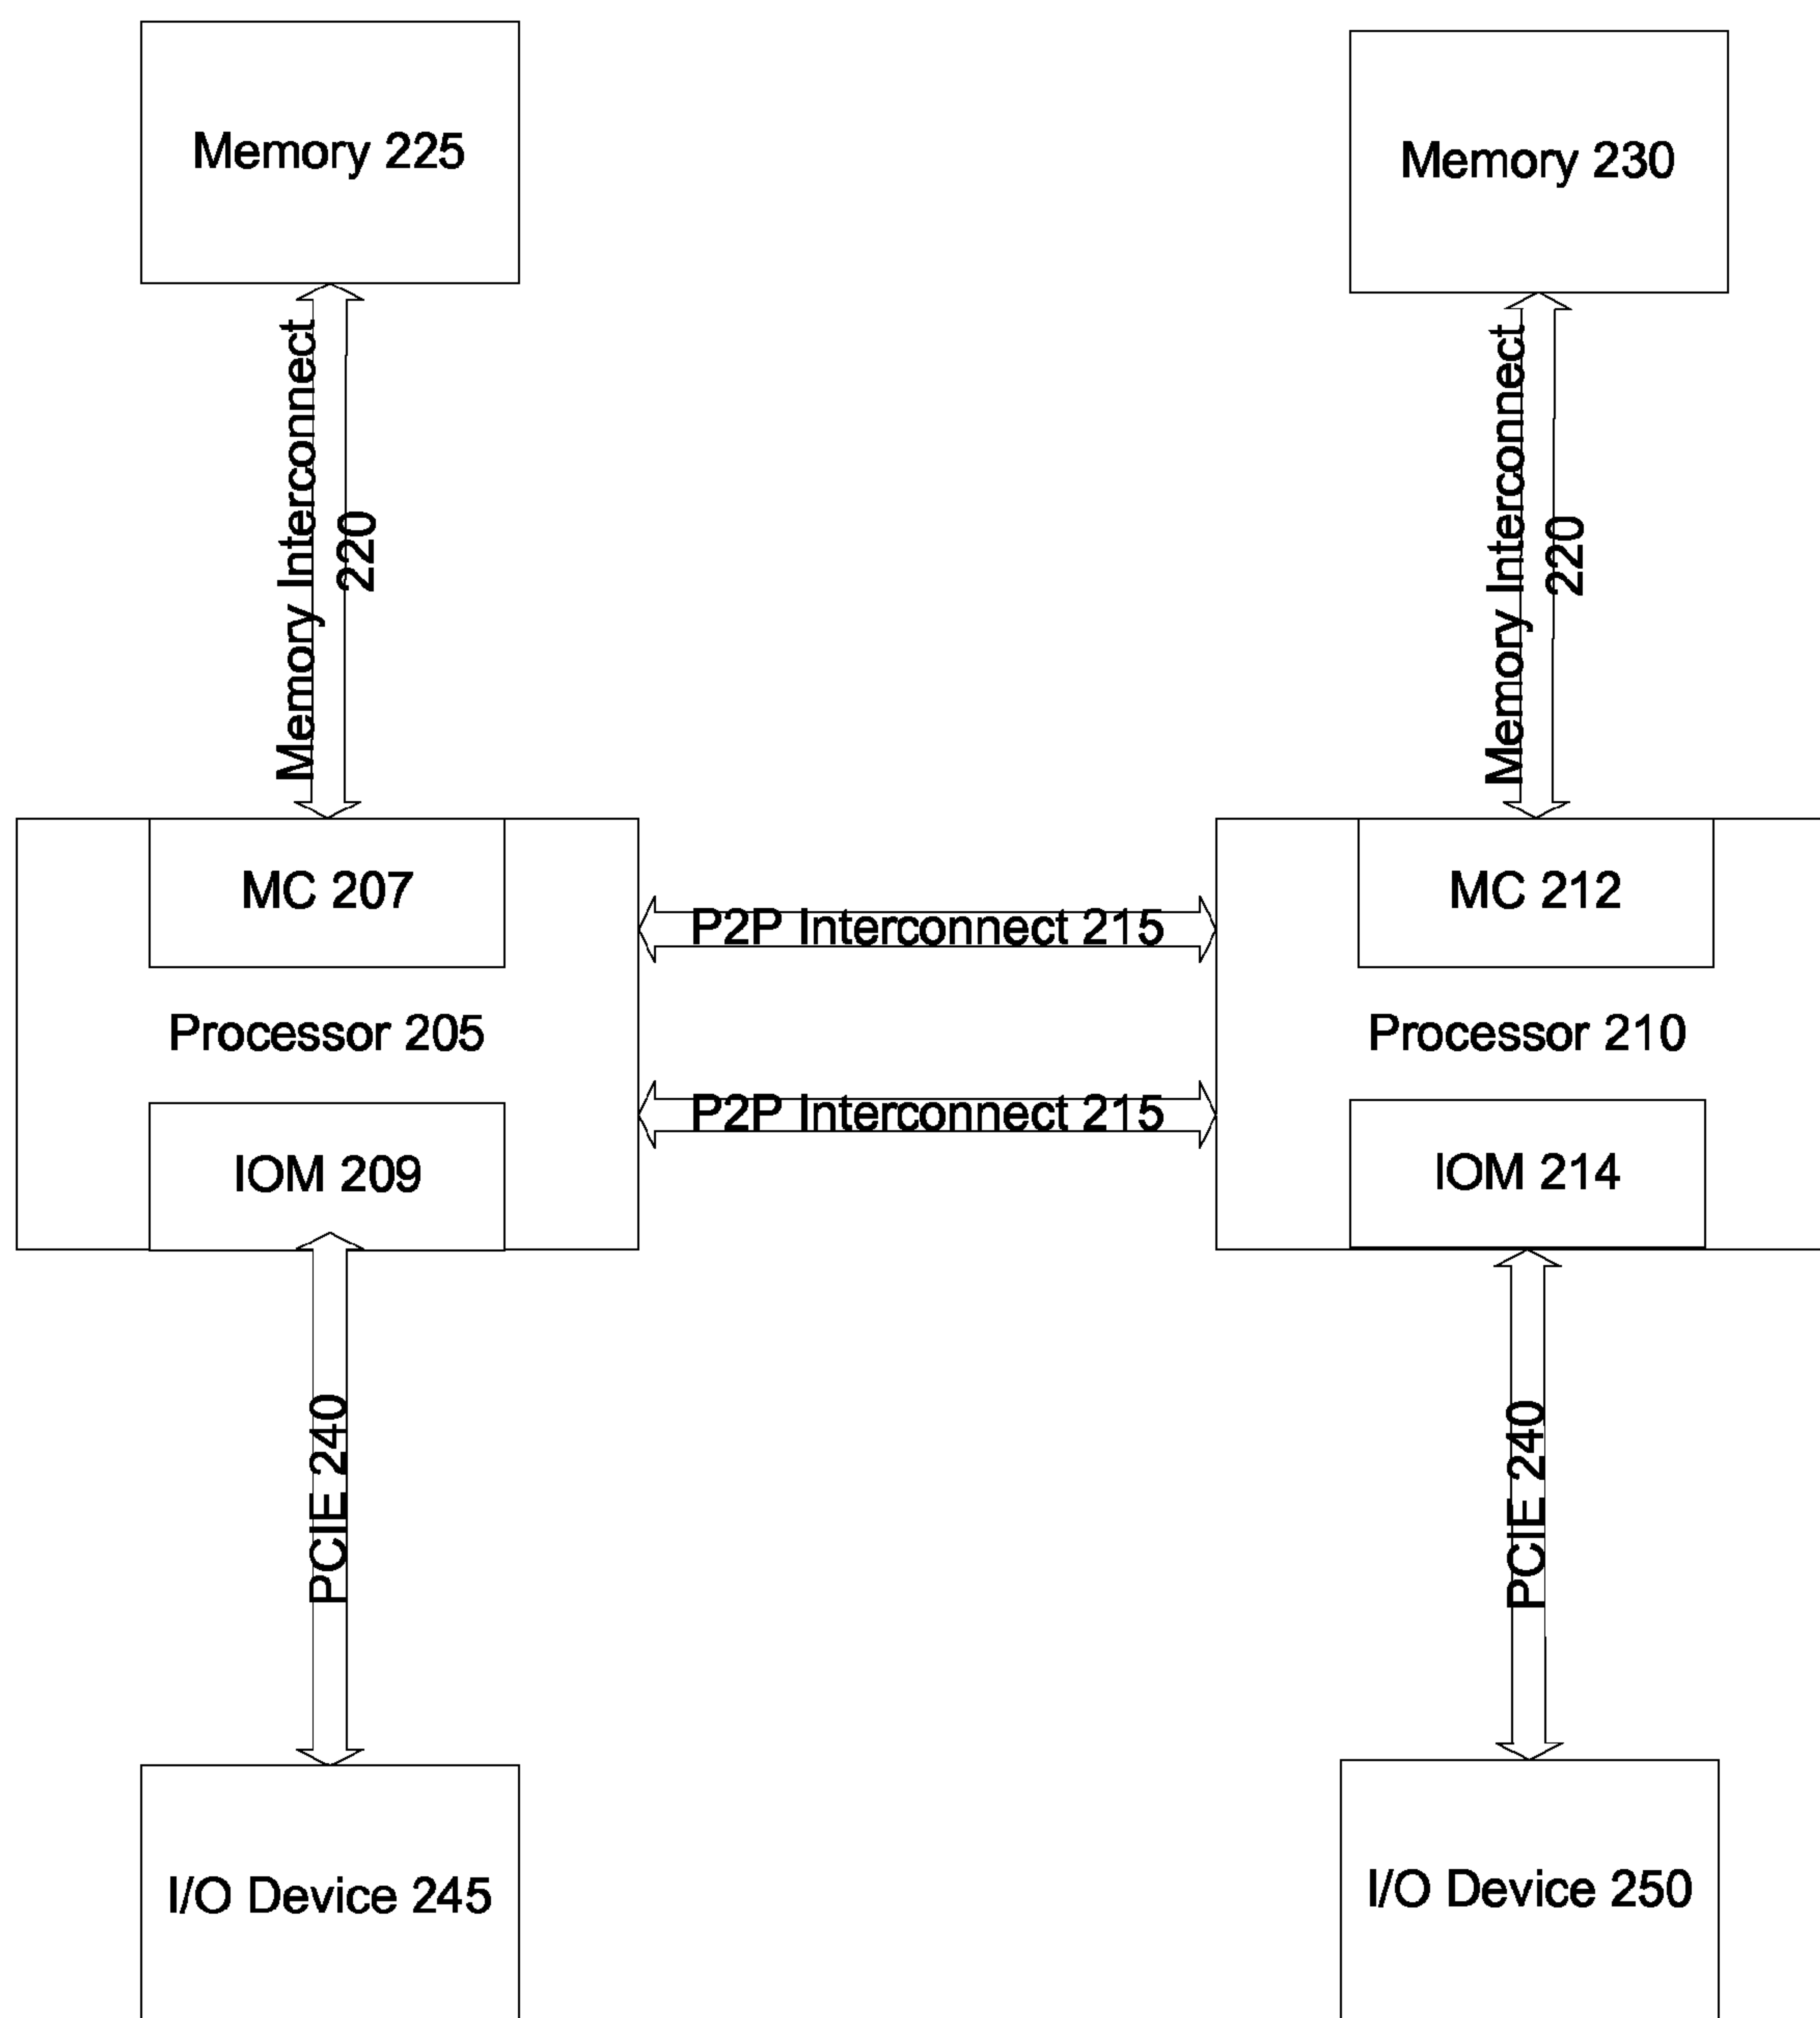 Memory 225
Memory 230
Memory Interconnect
220
Memory Interconnect
220
MC 207
MC 212
P2P Interconnect 215
Processor 205
Processor 210
P2P Interconnect 215
IOM 209
IOM 214
PCIE 240
PCIE 240
I/O Device 245
I/O Device 250